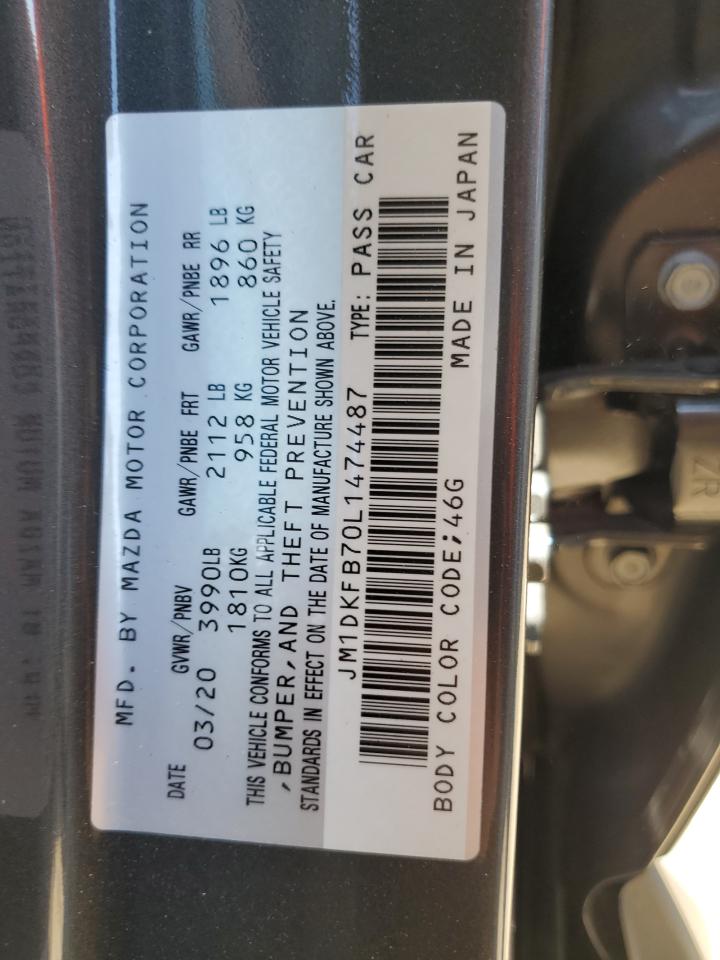 MFD. BY MAZDA MOTOR CORPORATION
DATE GVWR/PNBV GAWR/PNBE FRT GAWR/PNBE RR
03/20 3990LB 2112 LB 1896 LB
1810KG 958 KG 860 KG
THIS VEHICLE CONFORMS TO ALL APPLICABLE FEDERAL MOTOR VEHICLE SAFETY
,BUMPER,AND THEFT PREVENTION
STANDARDS IN EFFECT ON THE DATE OF MANUFACTURE SHOWN ABOVE.
JM1DKFB70L1474487 TYPE: PASS CAR
BODY COLOR CODE;46G MADE IN JAPAN
ZR